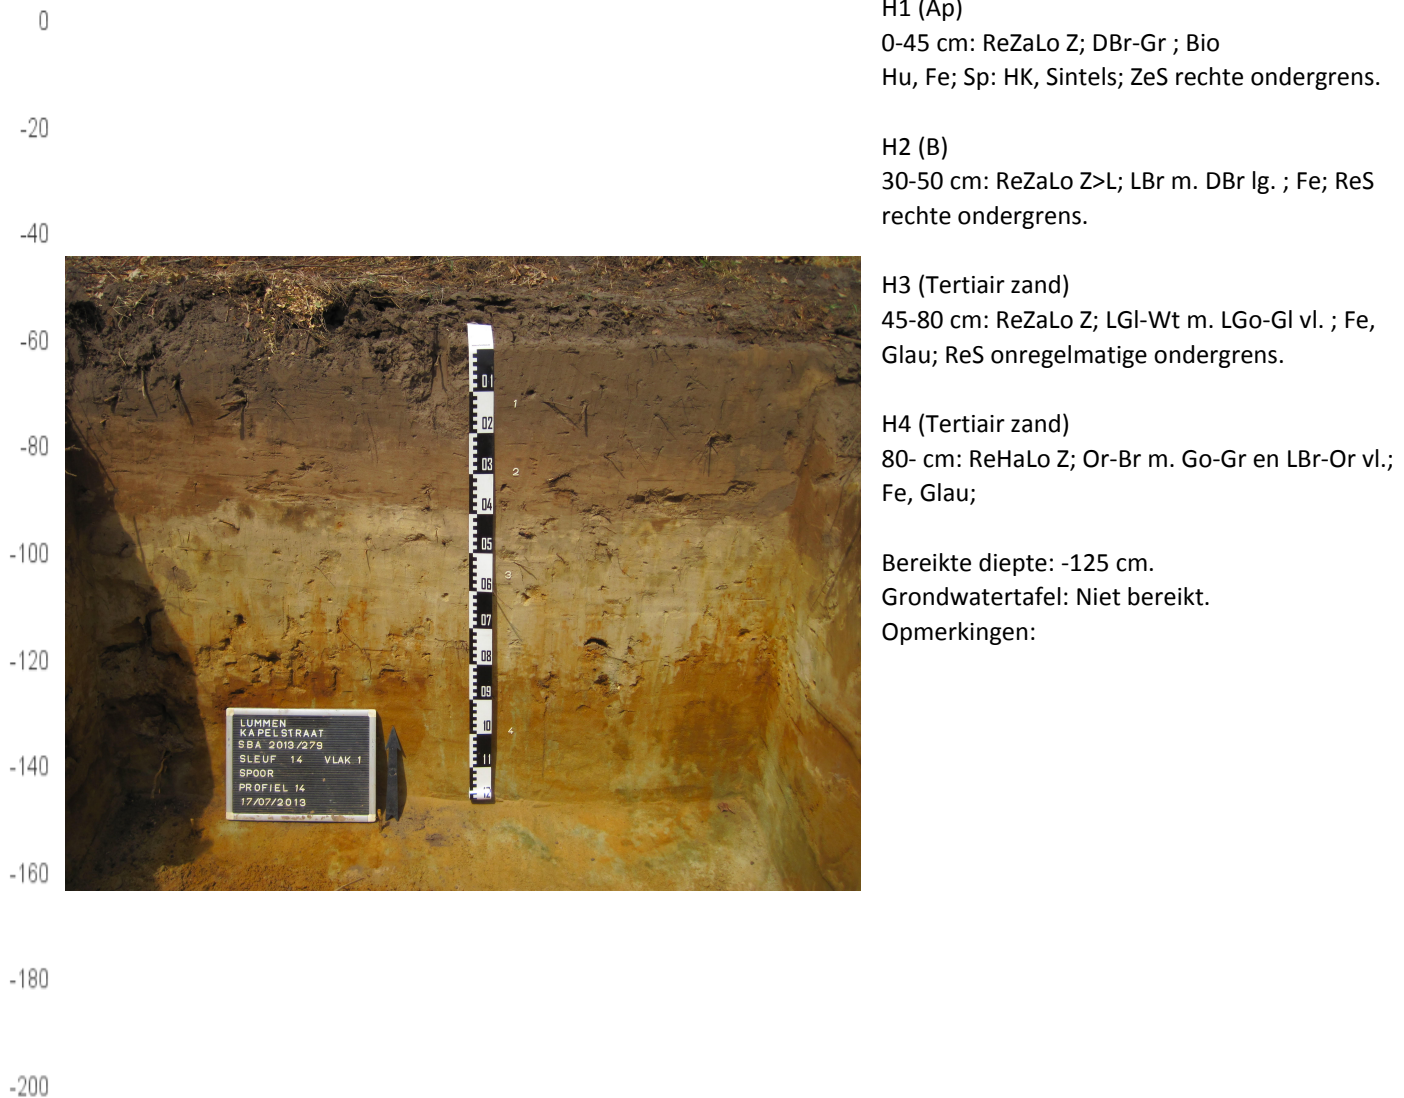 0
-20
-40
-60
-80
-100
-120
-140
-160
-180
-200
H1 (Ap)
0-45 cm: ReZaLo Z; DBr-Gr ; Bio
Hu, Fe; Sp: HK, Sintels; ZeS rechte ondergrens.
H2 (B)
30-50 cm: ReZaLo Z>L; LBr m. DBr lg. ; Fe; ReS
rechte ondergrens.
H3 (Tertiair zand)
45-80 cm: ReZaLo Z; LGl-Wt m. LGo-Gl vl. ; Fe,
Glau; ReS onregelmatige ondergrens.
H4 (Tertiair zand)
80- cm: ReHaLo Z; Or-Br m. Go-Gr en LBr-Or vl.;
Fe, Glau;
Bereikte diepte: -125 cm.
Grondwatertafel: Niet bereikt.
Opmerkingen:
01
02
03
04
05
06
07
08
09
10
11
12
1
2
3
4
LUMMEN
KAPELSTRAAT
SBA 2013/279
SLEUF 14 VLAK 1
SPOOR
PROFIEL 14
17/07/2013